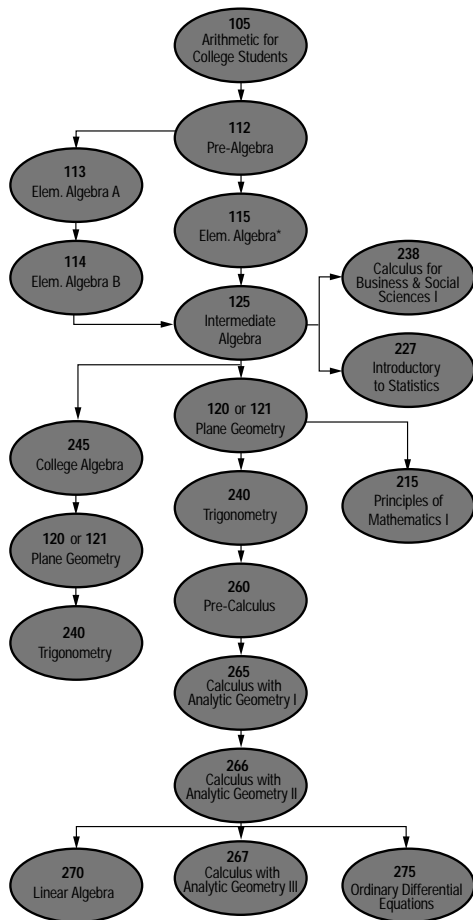 105
Arithmetic for
College Students
112
Pre-Algebra
113
Elem. Algebra A
115
Elem. Algebra*
114
Elem. Algebra B
238
Calculus for
Business & Social
Sciences I
125
Intermediate
Algebra
227
Introductory
to Statistics
120 or 121
Plane Geometry
245
College Algebra
215
Principles of
Mathematics I
240
Trigonometry
120 or 121
Plane Geometry
260
Pre-Calculus
240
Trigonometry
265
Calculus with
Analytic Geometry I
266
Calculus with
Analytic Geometry II
270
Linear Algebra
267
Calculus with
Analytic Geometry III
275
Ordinary Differential
Equations